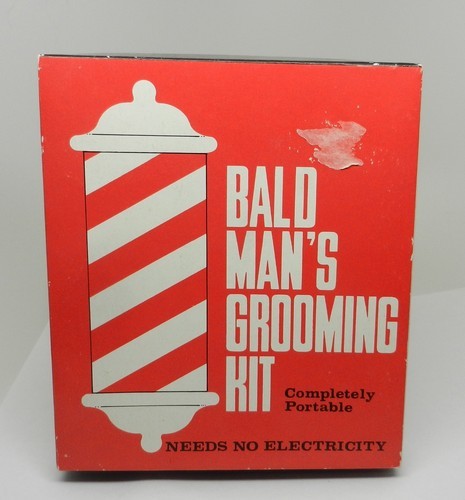 BALD
MAN'S
GROOMING
KIT
Completely
Portable
NEEDS NO ELECTRICITY